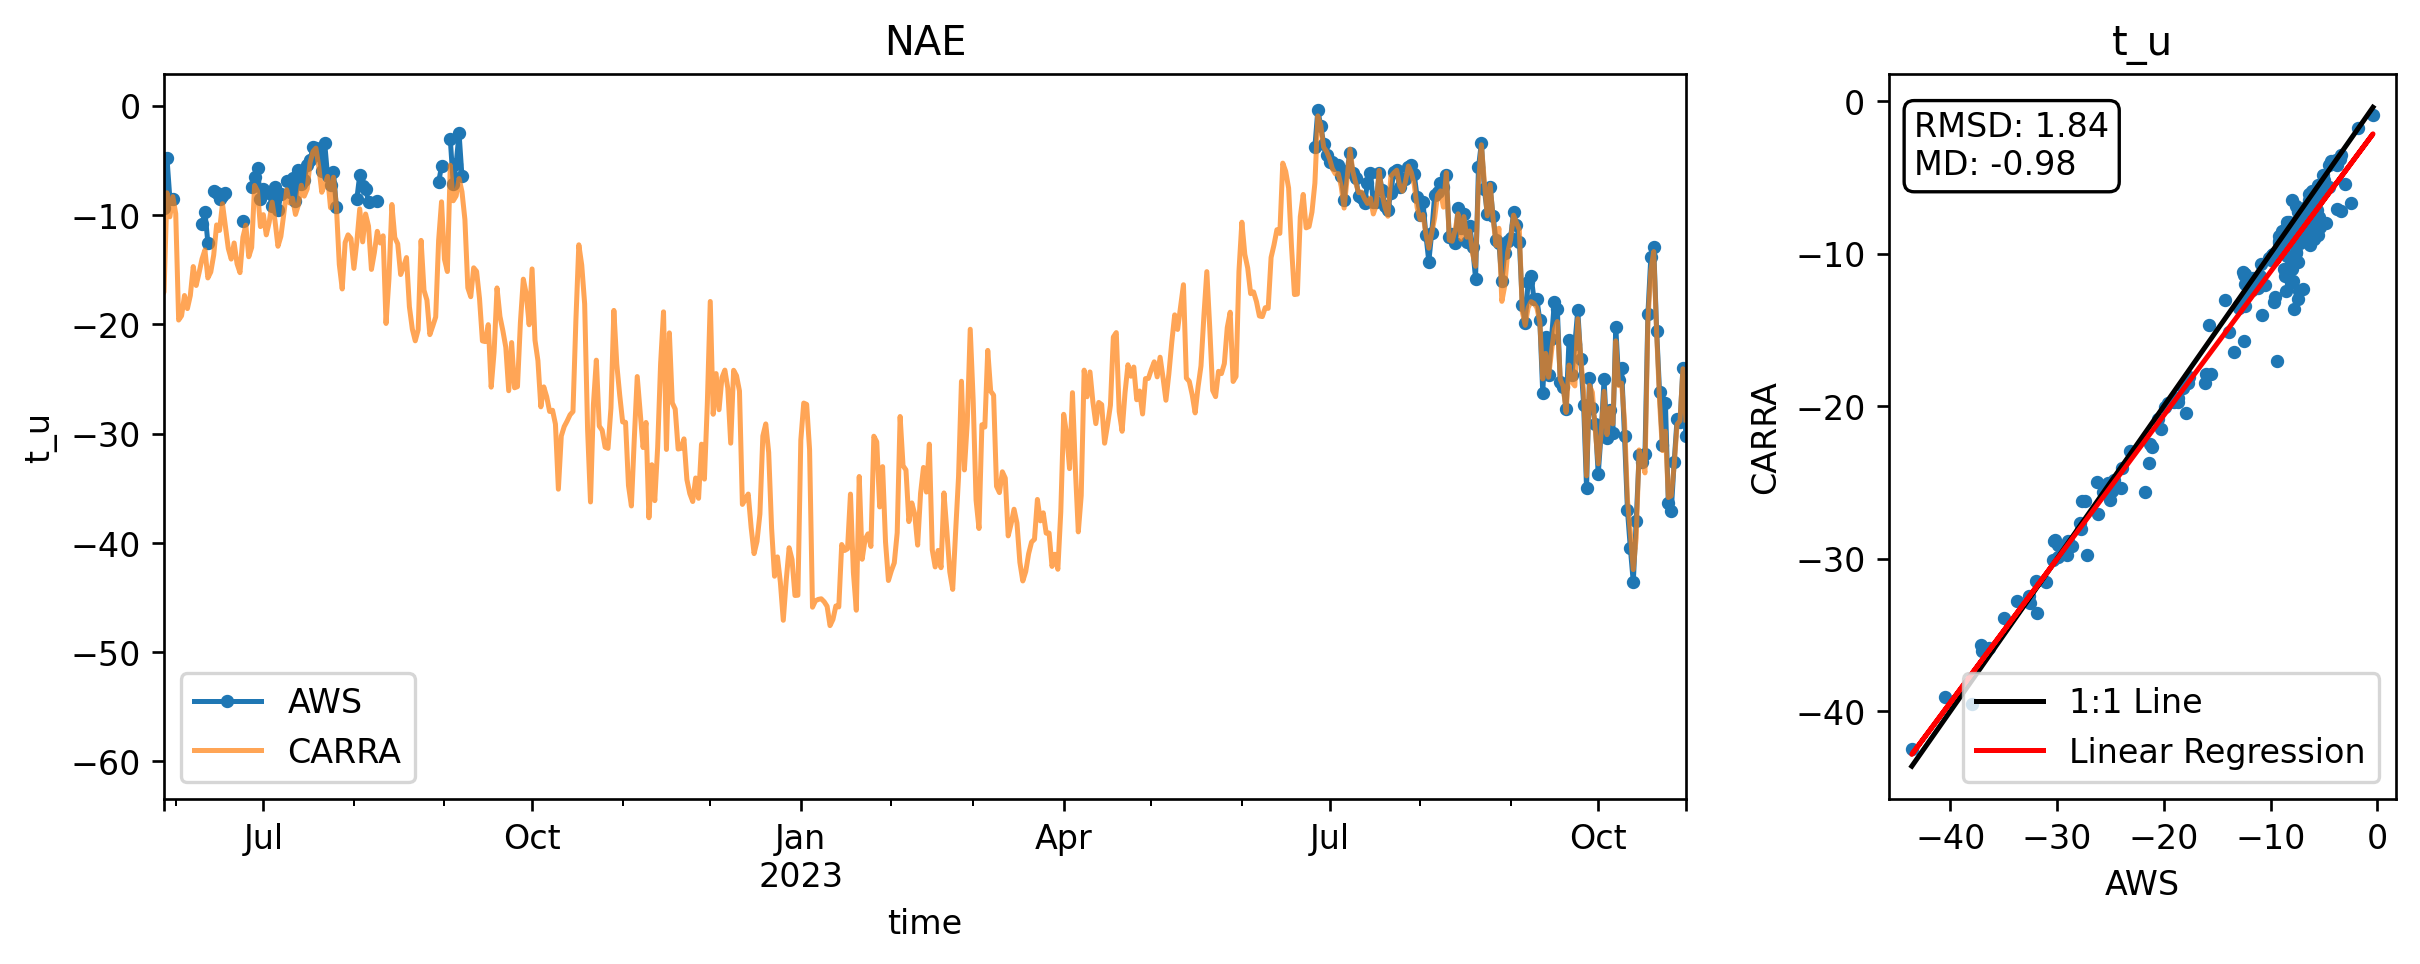 NAE
t_u
0
−10
−20
−30
−40
−50
−60
AWS
CARRA
Jul
Oct
Jan
2023
Apr
Jul
Oct
time
t_u
RMSD: 1.84
MD: -0.98
CARRA
0
−10
−20
−30
−40
1:1 Line
Linear Regression
−40
−30
−20
−10
0
AWS